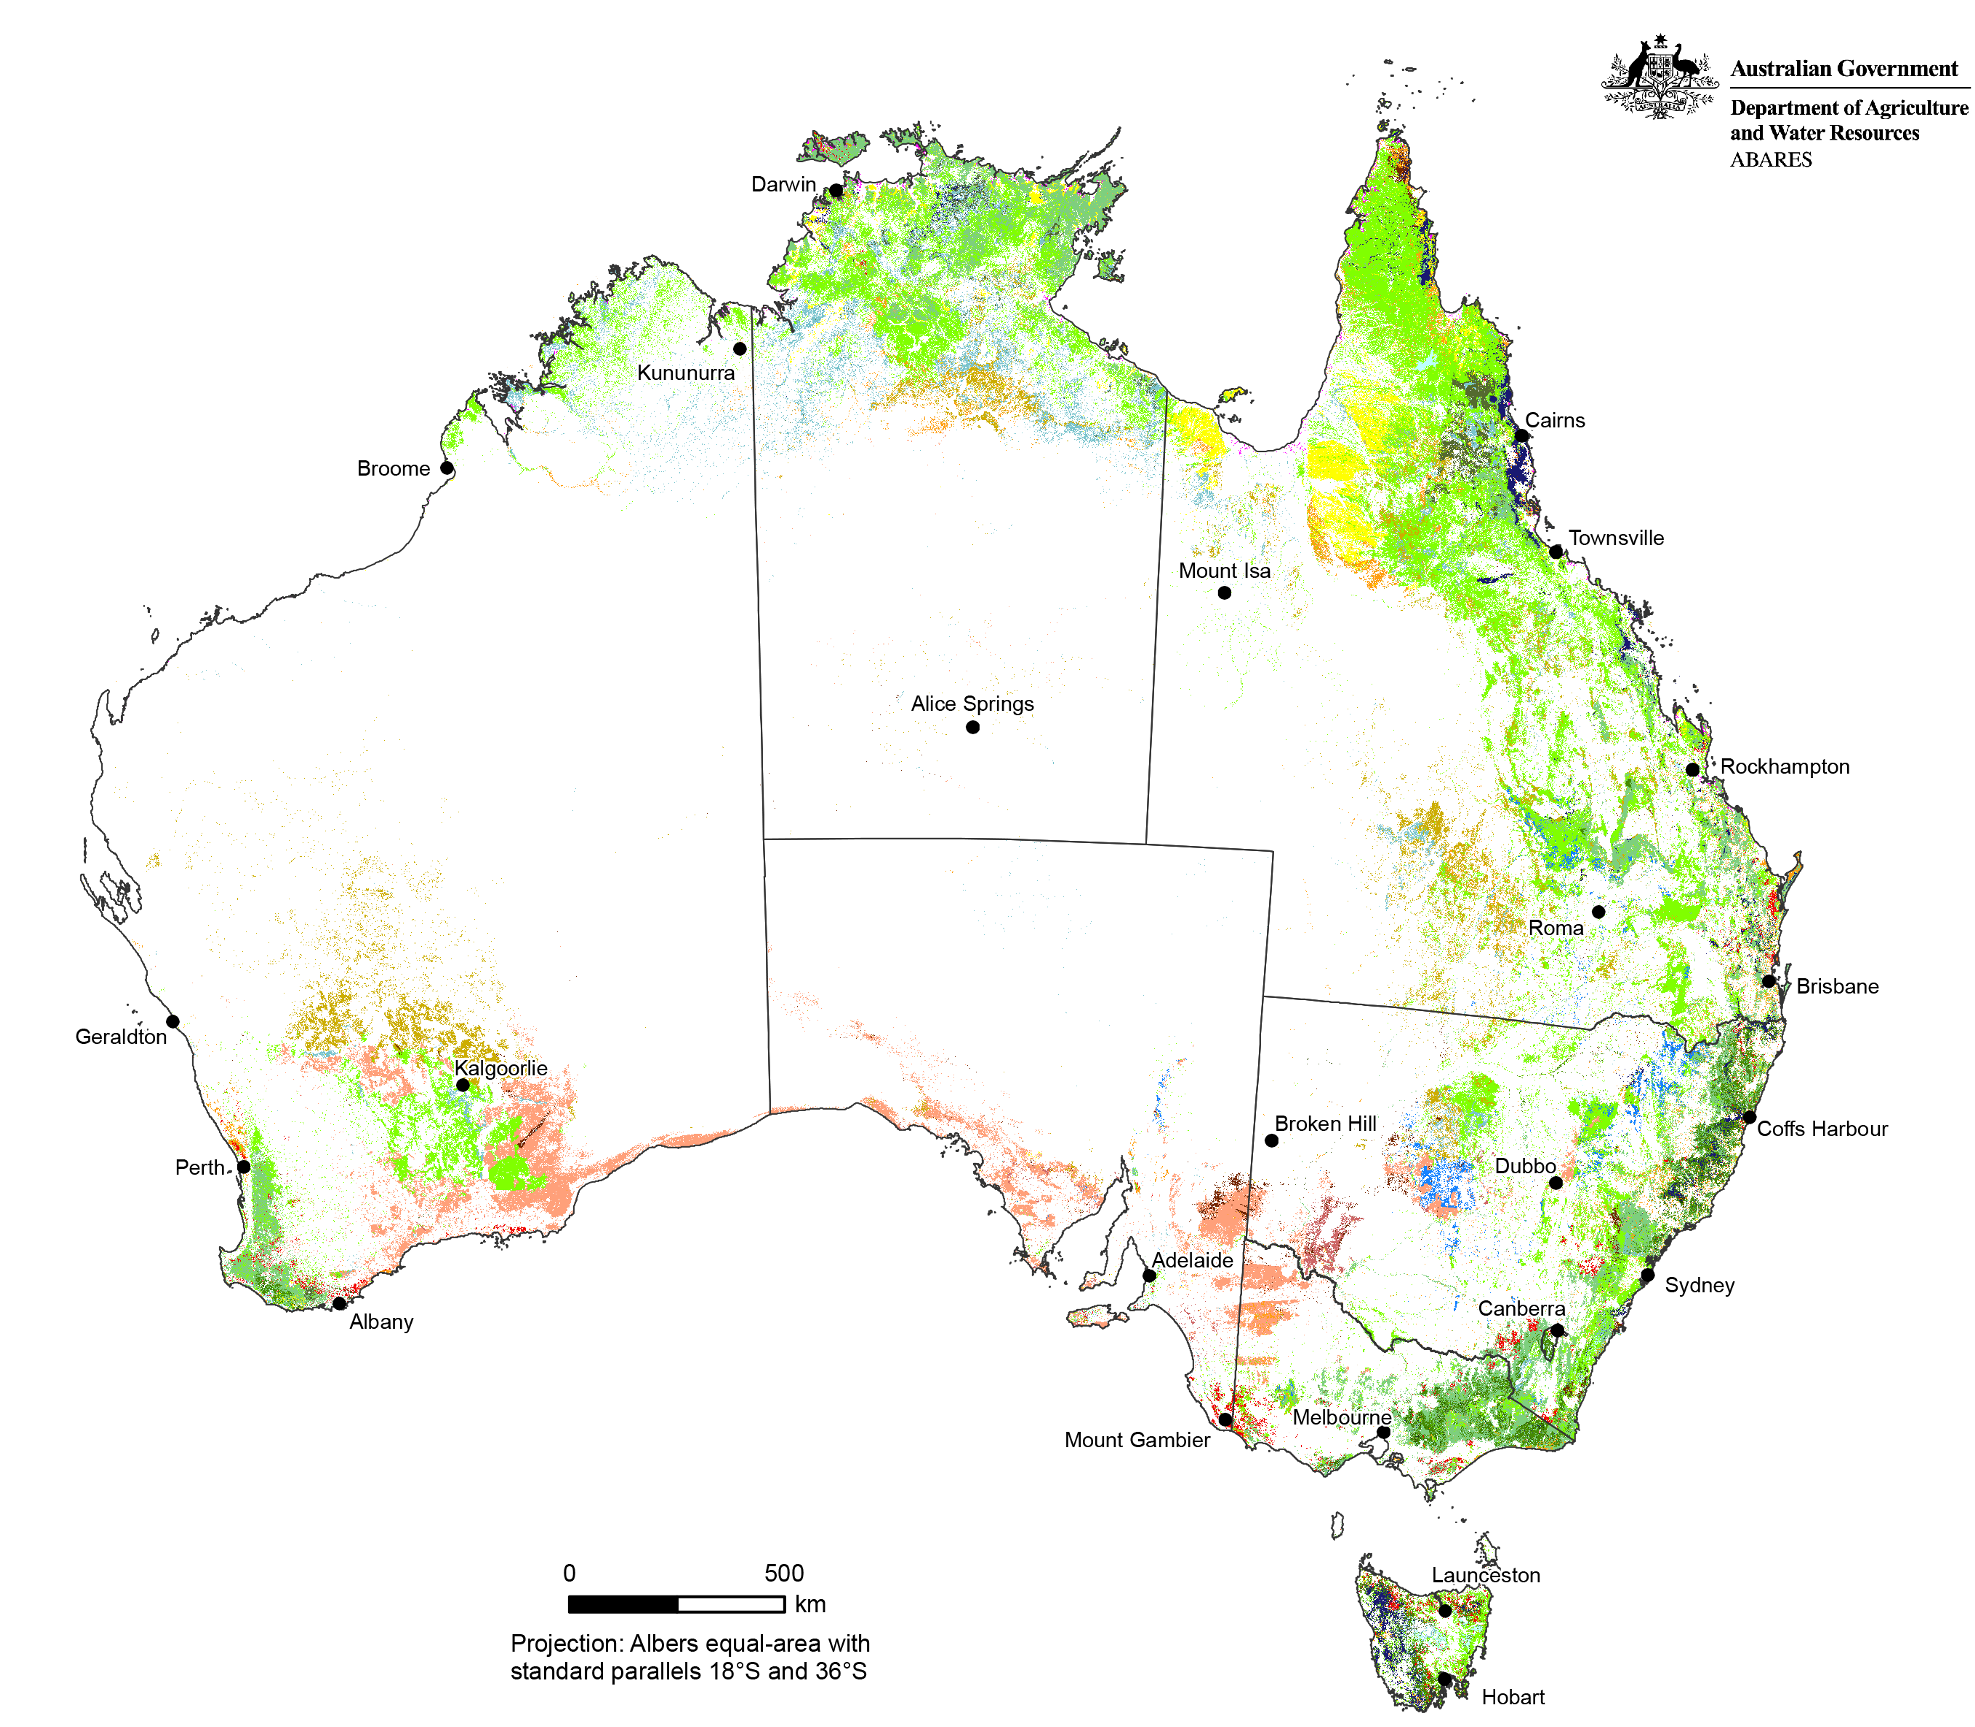 Australian Government
Department of Agriculture
and Water Resources
ABARES
Darwin
Kununurra
Broome
Cairns
Townsville
Mount Isa
Alice Springs
Rockhampton
Roma
Brisbane
Geraldton
Kalgoorlie
Broken Hill
Coffs Harbour
Perth
Dubbo
Adelaide
Sydney
Canberra
Albany
Melbourne
Mount Gambier
0 500
km
Launceston
Projection: Albers equal-area with
standard parallels 18°S and 36°S
Hobart